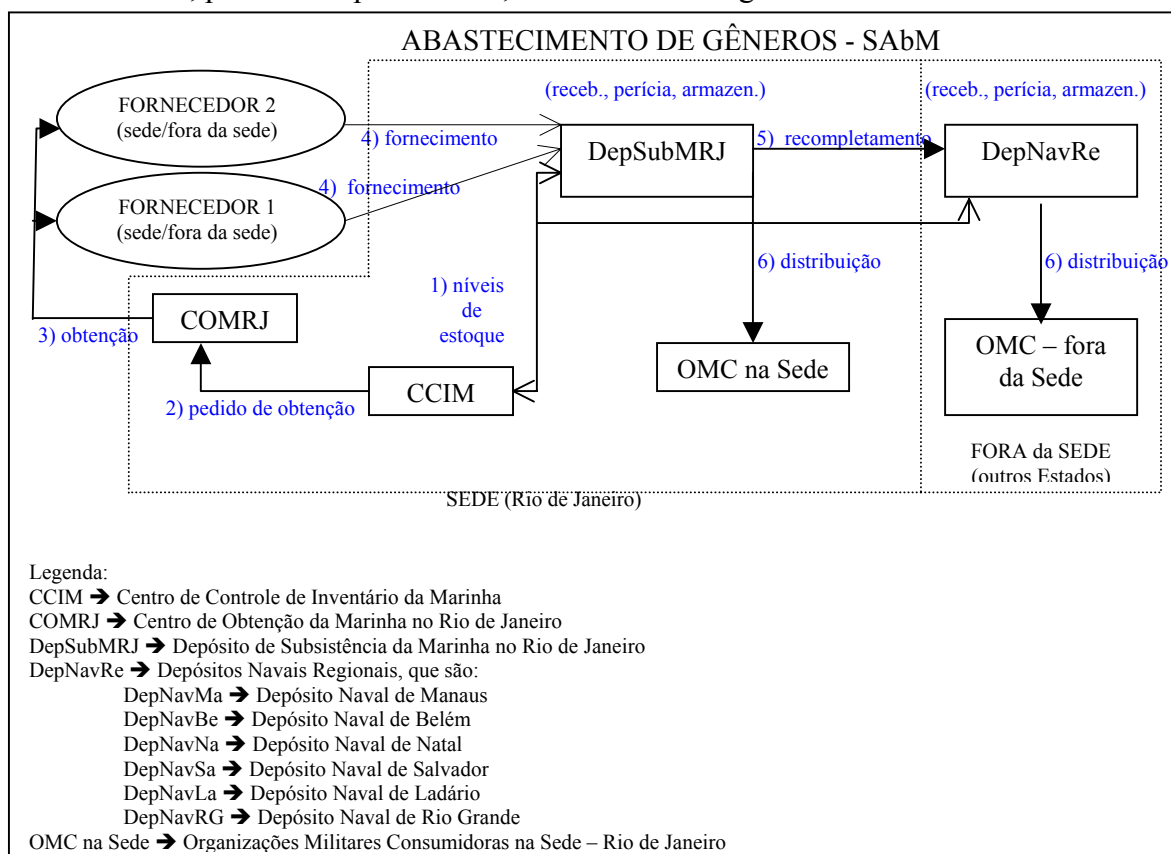 ABASTECIMENTO DE GÊNEROS - SAbM
(receb., perícia, armazen.)
(receb., perícia, armazen.)
FORNECEDOR 2
(sede/fora da sede)
4) fornecimento
DepSubMRJ
5) recompletamento
DepNavRe
4) fornecimento
FORNECEDOR 1
(sede/fora da sede)
1) níveis
de
estoque
6) distribuição
6) distribuição
COMRJ
3) obtenção
OMC na Sede
OMC – fora
da Sede
CCIM
2) pedido de obtenção
FORA da SEDE
(outros Estados)
SEDE (Rio de Janeiro)
Legenda:
CCIM ➔ Centro de Controle de Inventário da Marinha
COMRJ ➔ Centro de Obtenção da Marinha no Rio de Janeiro
DepSubMRJ ➔ Depósito de Subsistência da Marinha no Rio de Janeiro
DepNavRe ➔ Depósitos Navais Regionais, que são:
DepNavMa ➔ Depósito Naval de Manaus
DepNavBe ➔ Depósito Naval de Belém
DepNavNa ➔ Depósito Naval de Natal
DepNavSa ➔ Depósito Naval de Salvador
DepNavLa ➔ Depósito Naval de Ladário
DepNavRG ➔ Depósito Naval de Rio Grande
OMC na Sede ➔ Organizações Militares Consumidoras na Sede – Rio de Janeiro